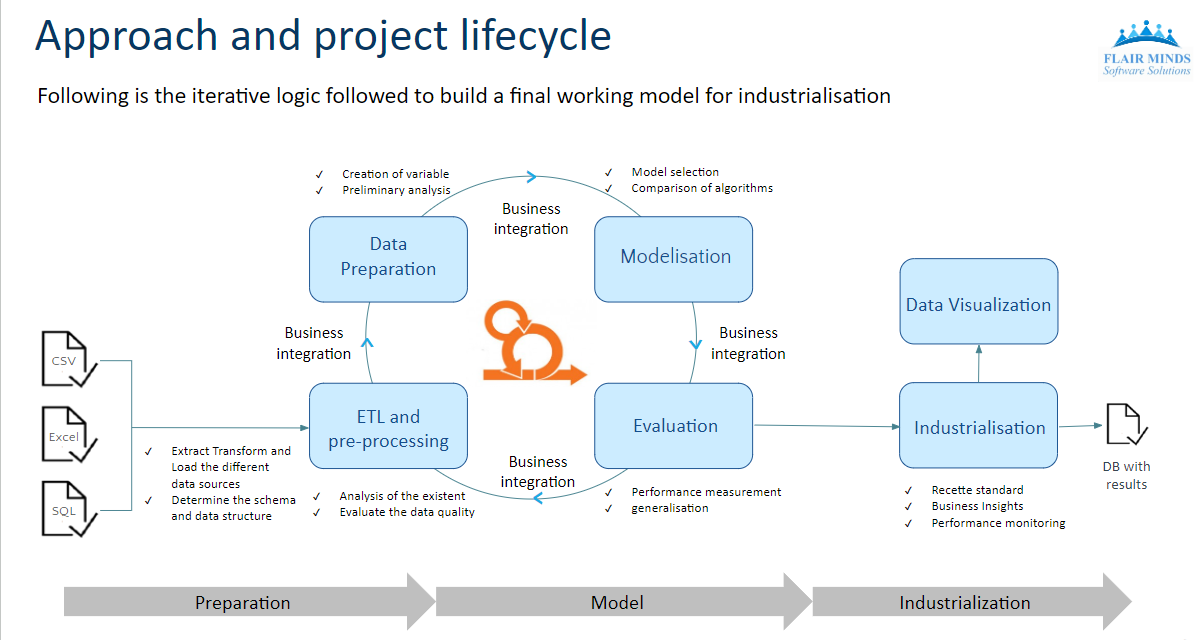 Approach and project lifecycle
FLAIR MINDS
Software Solutions
Following is the iterative logic followed to build a final working model for industrialisation
✓ Creation of variable
✓ Preliminary analysis
✓ Model selection
✓ Comparison of algorithms
Business
integration
Data
Preparation
Modelisation
Data Visualization
Business
integration
Business
integration
CSV
Excel
SQL
ETL and
pre-processing
Evaluation
Industrialisation
DB with
results
✓ Extract Transform and
Load the different
data sources
✓ Determine the schema
and data structure
Business
integration
✓ Analysis of the existent
✓ Evaluate the data quality
✓ Performance measurement
✓ generalisation
✓ Recette standard
✓ Business Insights
✓ Performance monitoring
Preparation
Model
Industrialization